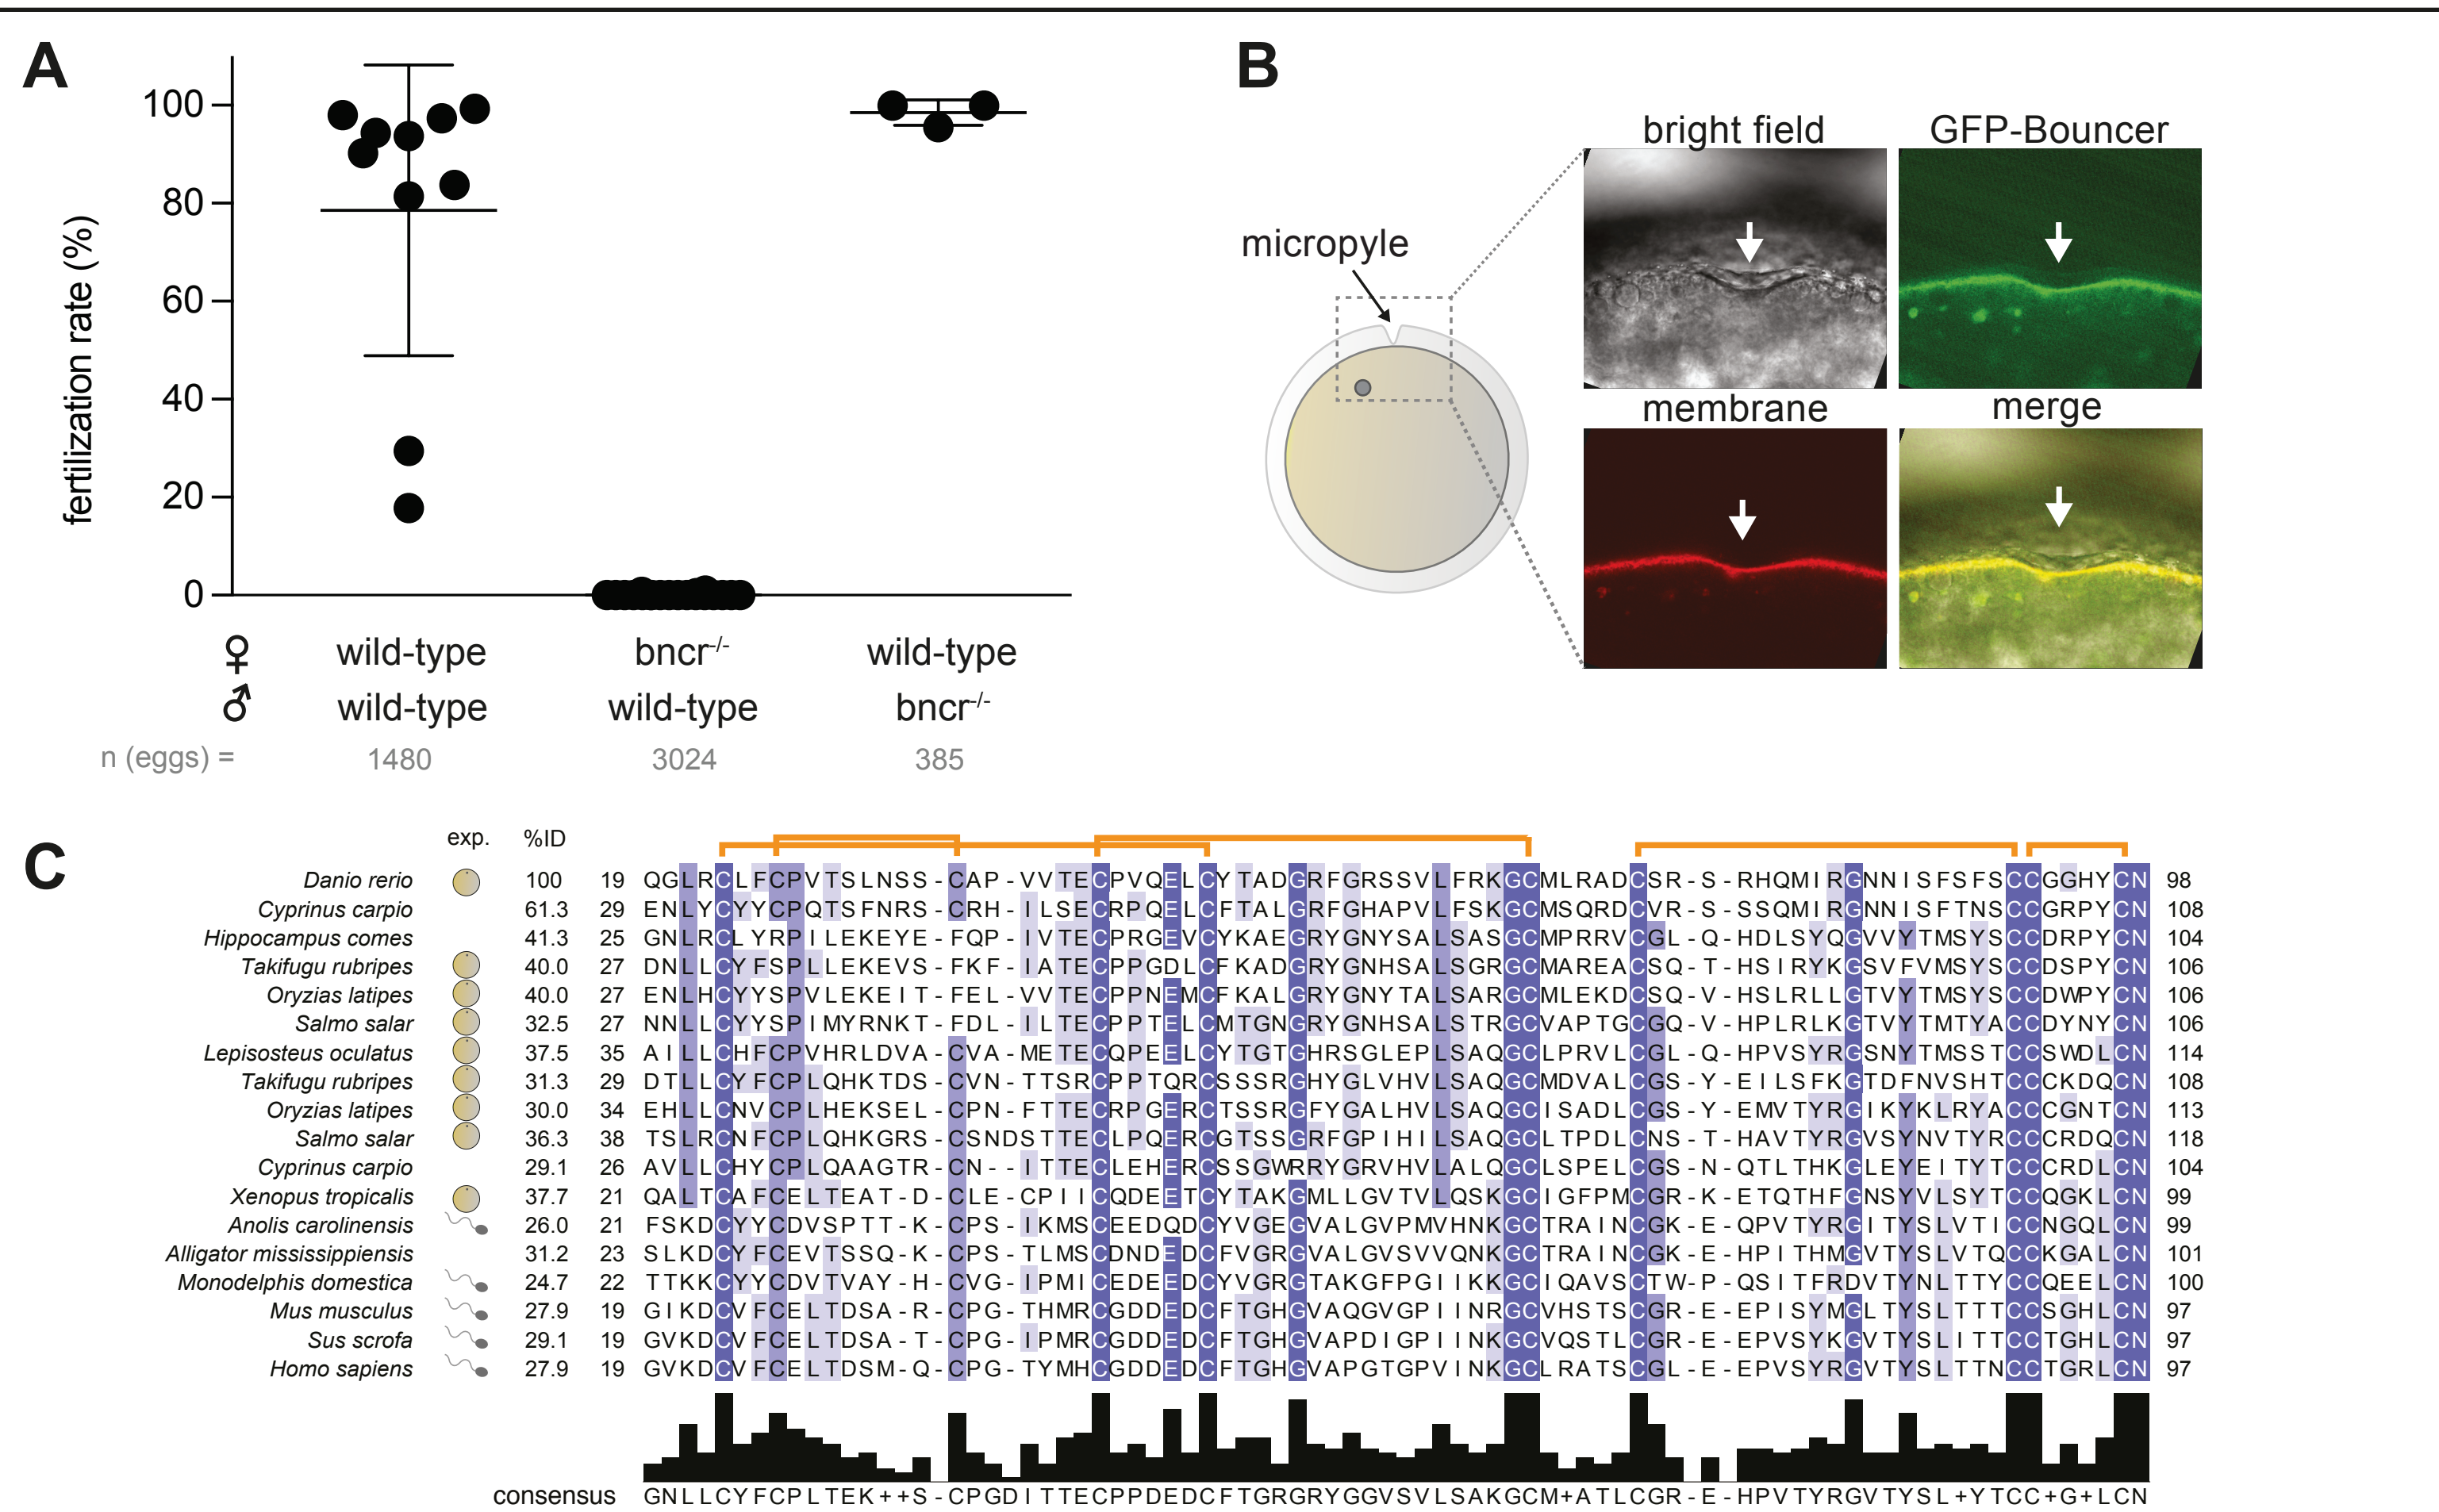 A
fertilization rate (%)
100
80
60
40
20
0
♀ wild-type bncr-/- wild-type
♂ wild-type wild-type bncr-/-
n (eggs) = 1480 3024 385
B
micropyle
bright field GFP-Bouncer
membrane merge
C
exp. %ID
Danio rerio 100 19 QGLRCLFCPVTSLNSS-CAP-VVTECPVQELCYTADGRFGRSSVLFRKGCMLRADCSR-S-RHQMIRGNNISFSFSCCGGHYCN 98
Cyprinus carpio 61.3 29 ENLYCYYCPQTSFNRS-CRH-ILSECRPQELCFTALGRFGHAPVLFSKGCMSQRDCVR-S-SSQMIRGNNISFTNSCCGRPYCN 108
Hippocampus comes 41.3 25 GNLRCLYRPILEKEYE-FQP-IVTECPRGEVCYKAEGRYGNYSALSASGCMPRRVCGL-Q-HDLSYQGVVYTMSYSCCDRPYCN 104
Takifugu rubripes 40.0 27 DNLLCYFSPLLEKEVS-FKF-IATECPPGDLCFKADGRYGNHSALSGRGCMAREACSQ-T-HSIRYKGSVFVMSYSCCDSPYCN 106
Oryzias latipes 40.0 27 ENLHCYYSPVLEKEIT-FEL-VVTECPPNEMCFKALGRYGNYTALSARGCMLEKDCSQ-V-HSLRLLGTVYTMSYSCCDWPYCN 106
Salmo salar 32.5 27 NNLLCYYSPIMYRNKT-FDL-ILTECPPTELCMTGNGRYGNHSALSTRGCVAPTGCGQ-V-HPLRLKGTVYTMTYACCDYNYCN 106
Lepisosteus oculatus 37.5 35 AILLCHFCPVHRLDVA-CVA-METECQPEELCYTGTGHRSGLEPLSAQGCLPRVLCGL-Q-HPVSYRGSNYTMSSTCCSWDLCN 114
Takifugu rubripes 31.3 29 DTLLCYFCPLQHKTDS-CVN-TTSRCPPTQRCSSSRGHYGLVHVLSAQGCMDVALCGS-Y-EILSFKGTDFNVSHTCCCKDQCN 108
Oryzias latipes 30.0 34 EHLLCNVCPLHEKSEL-CPN-FTTECRPGERCTSSRGFYGALHVLSAQGCISADLCGS-Y-EMVTYRGIKYKLRYACCCGNTCN 113
Salmo salar 36.3 38 TSLRCNFCPLQHKGRS-CSNDSTTECLPQERCGTSSGRFGPIHILSAQGCLTPDLCNS-T-HAVTYRGVSYNVTYRCCCRDQCN 118
Cyprinus carpio 29.1 26 AVLLCHYCPLQAAGTR-CN--ITTECLEHERCSSGWRRYGRVHVLALQGCLSPELCGS-N-QTLTHKGLEYEITYTCCCRDLCN 104
Xenopus tropicalis 37.7 21 QALTCAFCELTEAT-D-CLE-CPIICQDEETCYTAKGMLLGVTVLQSKGCIGFPMCGR-K-ETQTHFGNSYVLSYTCCQGKLCN 99
Anolis carolinensis 26.0 21 FSKDCYYCDVSPTT-K-CPS-IKMSCEEDQDCYVGEGVALGVPMVHNKGCTRAINCGK-E-QPVTYRGITYSLVTICCNGQLCN 99
Alligator mississippiensis 31.2 23 SLKDCYFCEVTSSQ-K-CPS-TLMSCDNDEDCFVGRGVALGVSVVQNKGCTRAINCGK-E-HPITHMGVTYSLVTQCCKGALCN 101
Monodelphis domestica 24.7 22 TTKKCYYCDVTVAY-H-CVG-IPMICEDEEDCYVGRGTAKGFPGIIKKGCIQAVSCTW-P-QSITFRDVTYNLTTYCCQEELCN 100
Mus musculus 27.9 19 GIKDCVFCELTDSA-R-CPG-THMRCGDDEDCFTGHGVAQGVGPIINRGCVHSTSCGR-E-EPISYMGLTYSLTTTCCSGHLCN 97
Sus scrofa 29.1 19 GVKDCVFCELTDSA-T-CPG-IPMRCGDDEDCFTGHGVAPDIGPIINKGCVQSTLCGR-E-EPVSYKGVTYSLITTCCTGHLCN 97
Homo sapiens 27.9 19 GVKDCVFCELTDSM-Q-CPG-TYMHCGDDEDCFTGHGVAPGTGPVINKGCLRATSCGL-E-EPVSYRGVTYSLTTNCCTGRLCN 97
consensus GNLLCYFCPLTEK++S-CPGDITTECPPDEDCFTGRGRYGGVSVLSAKGCM+ATLCGR-E-HPVTYRGVTYSL+YTCC+G+LCN